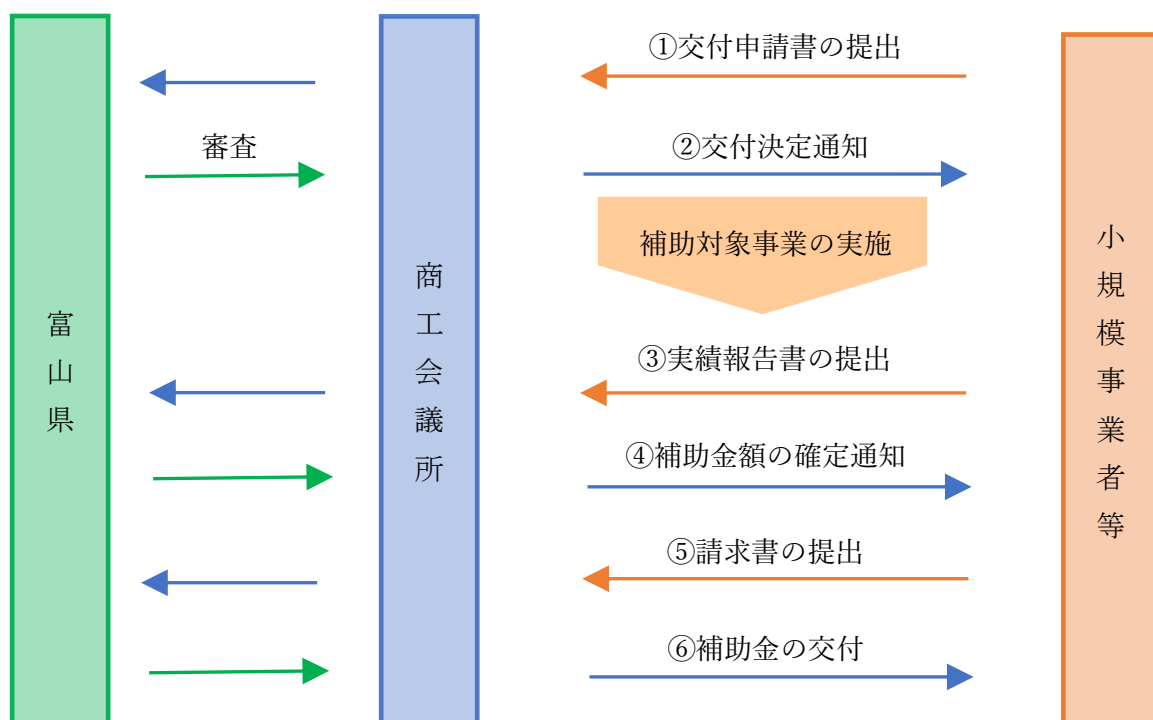 ①交付申請書の提出
審査
②交付決定通知
補助対象事業の実施
富山県
商工会議所
小規模事業者等
③実績報告書の提出
④補助金額の確定通知
⑤請求書の提出
⑥補助金の交付